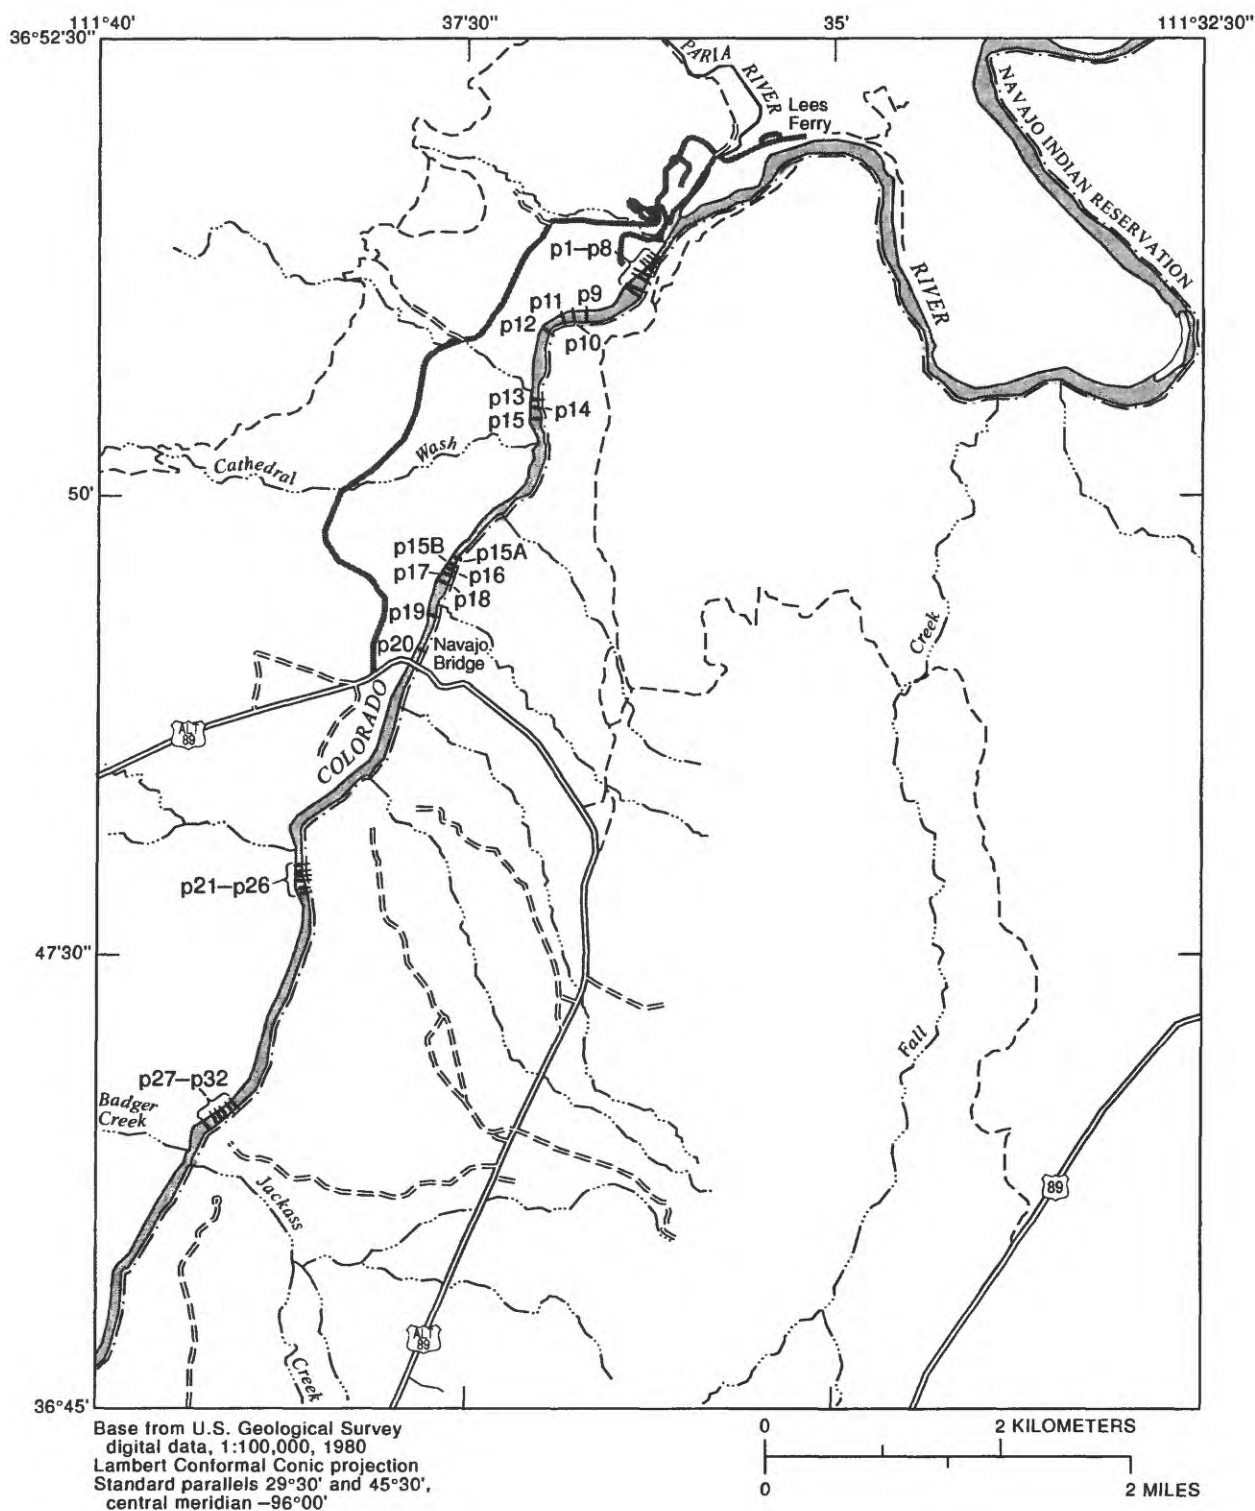 111°40'
37'30"
35'
111°32'30"
36°52'30"
PARIA
RIVER
Lees
Ferry
NAVAJO INDIAN RESERVATION
p1–p8
RIVER
p11
p9
p12
p10
p13
p14
p15
Cathedral
Wash
50'
p15B
p15A
p17
p16
p18
p19
Creek
p20
Navajo
Bridge
COLORADO
ALT
89
p21–p26
47'30"
Fall
p27–p32
Badger
Creek
Jackass
89
ALT
89
Creek
36°45'
Base from U.S. Geological Survey
digital data, 1:100,000, 1980
Lambert Conformal Conic projection
Standard parallels 29°30' and 45°30',
central meridian –96°00'
0
2 KILOMETERS
0
2 MILES